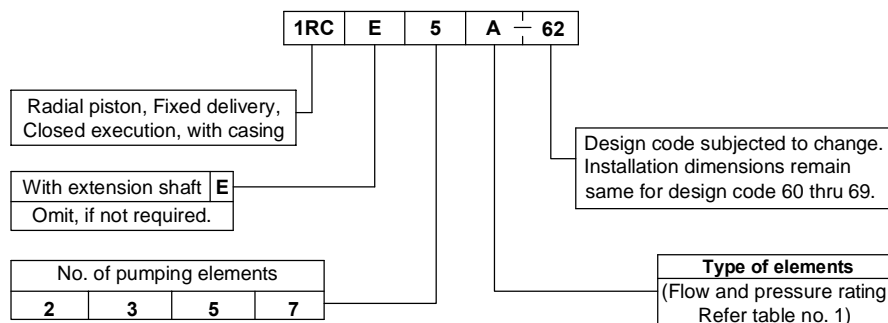 1RC E 5 A - 62
Radial piston, Fixed delivery,
Closed execution, with casing
With extension shaft E
Omit, if not required.
No. of pumping elements
2 3 5 7
Design code subjected to change.
Installation dimensions remain
same for design code 60 thru 69.
Type of elements
(Flow and pressure rating
Refer table no. 1)